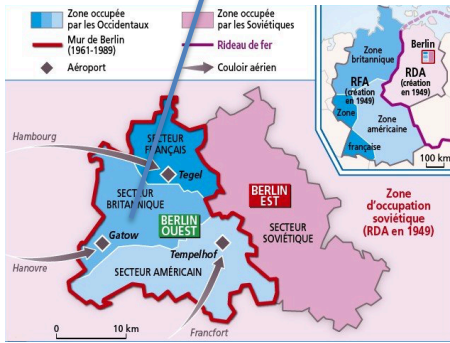 Zone occupée
par les Occidentaux
Zone occupée
par les Soviétiques
Mur de Berlin
(1961-1989)
Rideau de fer
Aéroport
Couloir aérien
Zone
britannique
Berlin
RFA
(création
en 1949)
RDA
(création
en 1949)
Zone
américaine
Zone
française
100 km
Hambourg
SECTEUR
FRANÇAIS
Tegel
SECTEUR
BRITANNIQUE
BERLIN
EST
BERLIN
OUEST
Zone
d'occupation
soviétique
(RDA en 1949)
SECTEUR
SOVIÉTIQUE
Gatow
Tempelhof
Hanovre
SECTEUR AMÉRICAIN
Francfort
0 10 km